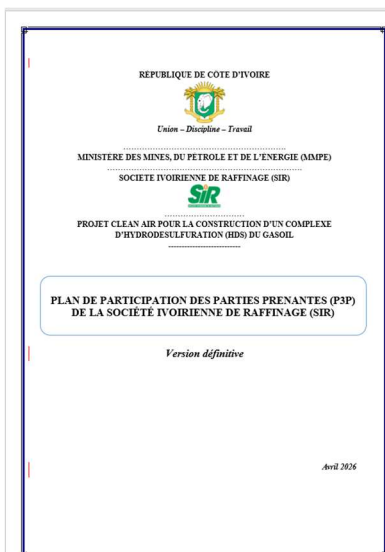 REPUBLIQUE DE CÔTE D'IVOIRE
Union – Discipline – Travail
MINISTÈRE DES MINES, DU PÉTROLE ET DE L'ÉNERGIE (MMPE)
SOCIETE IVOIRIENNE DE RAFFINAGE (SIR)
SIR
PROJET CLEAN AIR POUR LA CONSTRUCTION D'UN COMPLEXE
D'HYDRODESULFURATION (HDS) DU GASOIL
PLAN DE PARTICIPATION DES PARTIES PRENANTES (P3P)
DE LA SOCIÉTÉ IVOIRIENNE DE RAFFINAGE (SIR)
Version définitive
Avril 2026